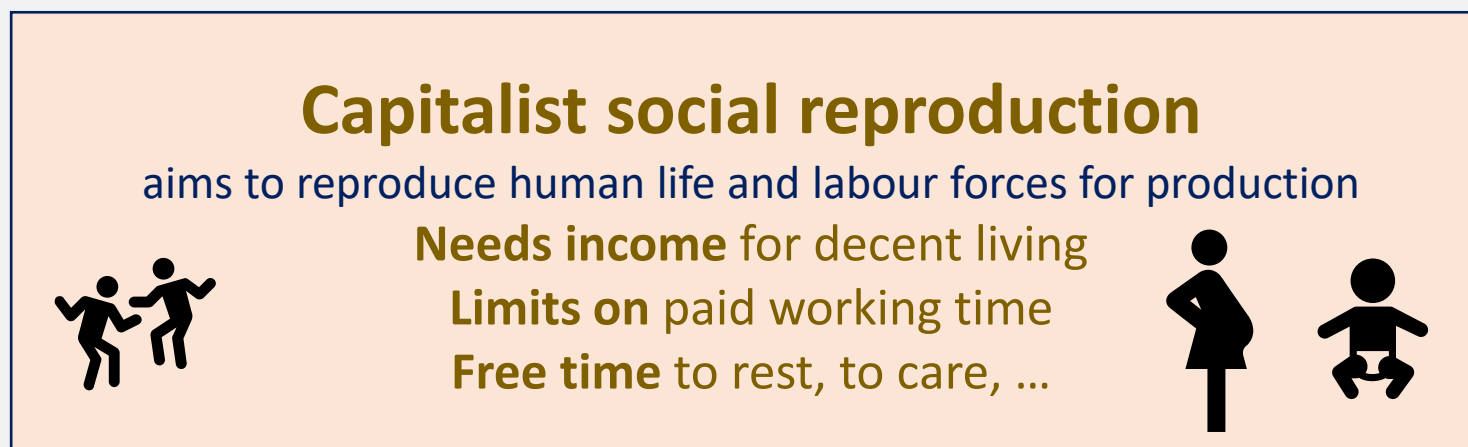 Capitalist social reproduction
aims to reproduce human life and labour forces for production
Needs income for decent living
Limits on paid working time
Free time to rest, to care, …